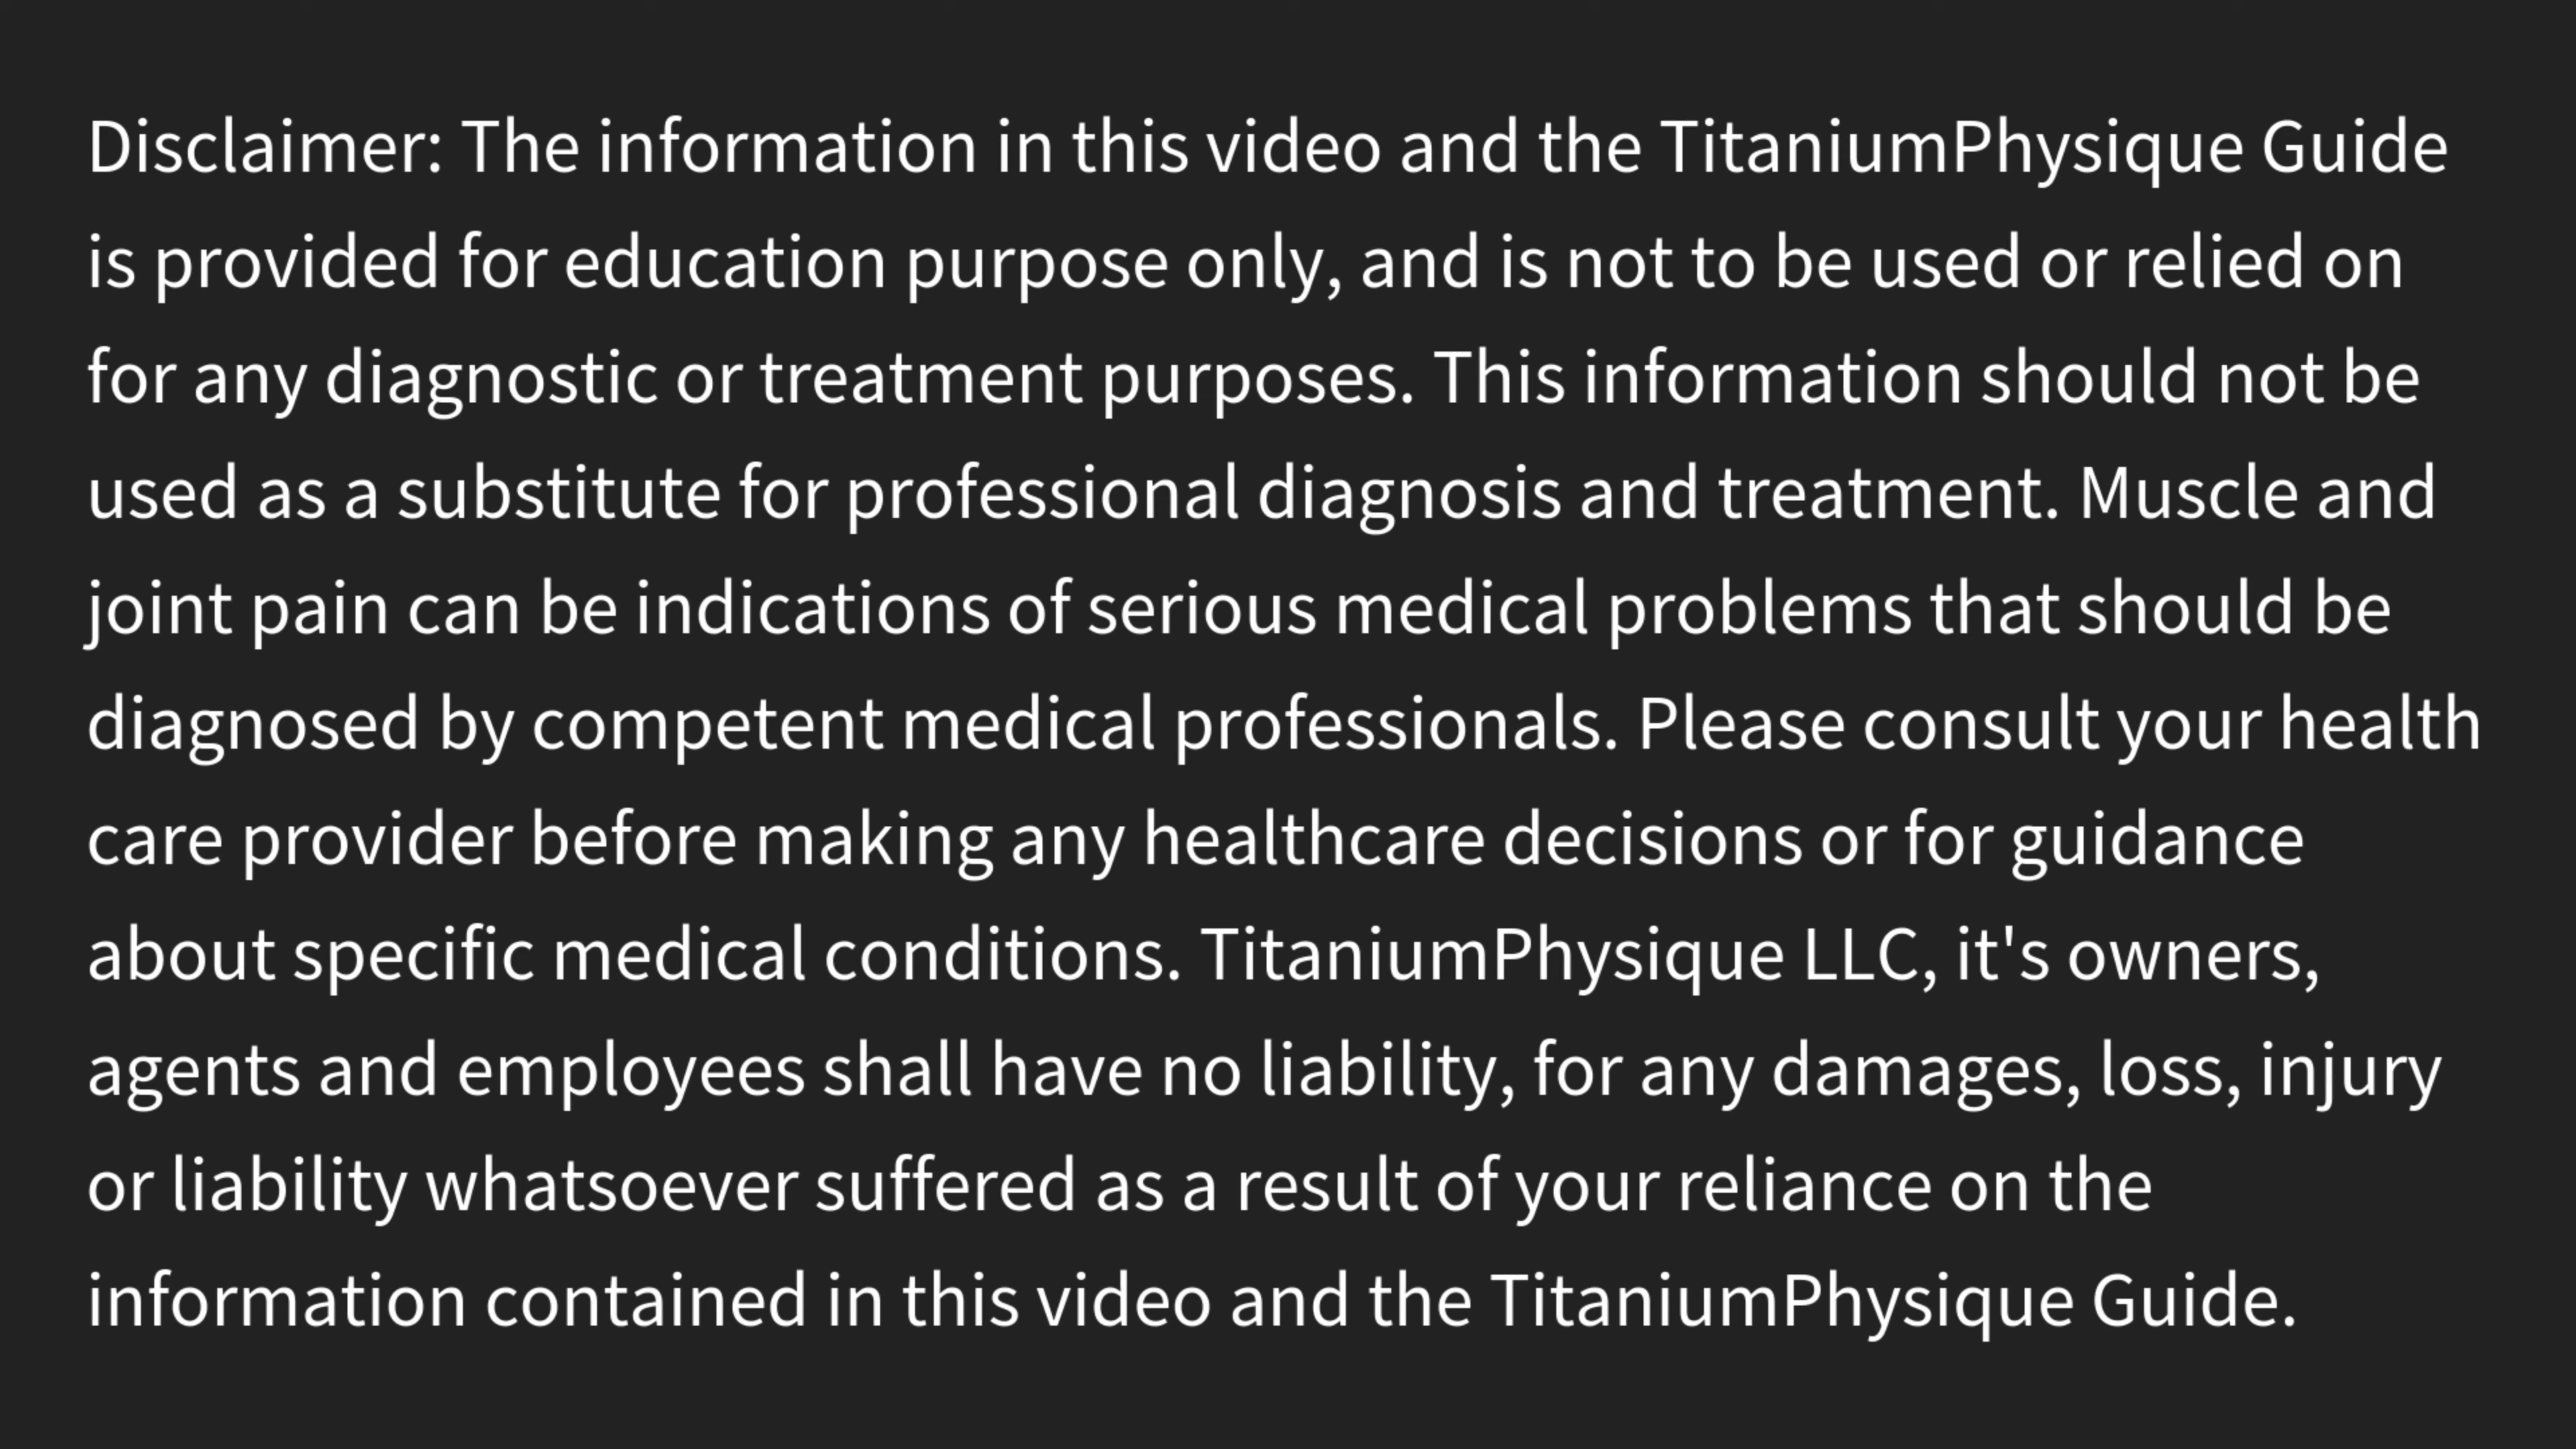 Disclaimer: The information in this video and the TitaniumPhysique Guide
is provided for education purpose only, and is not to be used or relied on
for any diagnostic or treatment purposes. This information should not be
used as a substitute for professional diagnosis and treatment. Muscle and
joint pain can be indications of serious medical problems that should be
diagnosed by competent medical professionals. Please consult your health
care provider before making any healthcare decisions or for guidance
about specific medical conditions. TitaniumPhysique LLC, it's owners,
agents and employees shall have no liability, for any damages, loss, injury
or liability whatsoever suffered as a result of your reliance on the
information contained in this video and the TitaniumPhysique Guide.